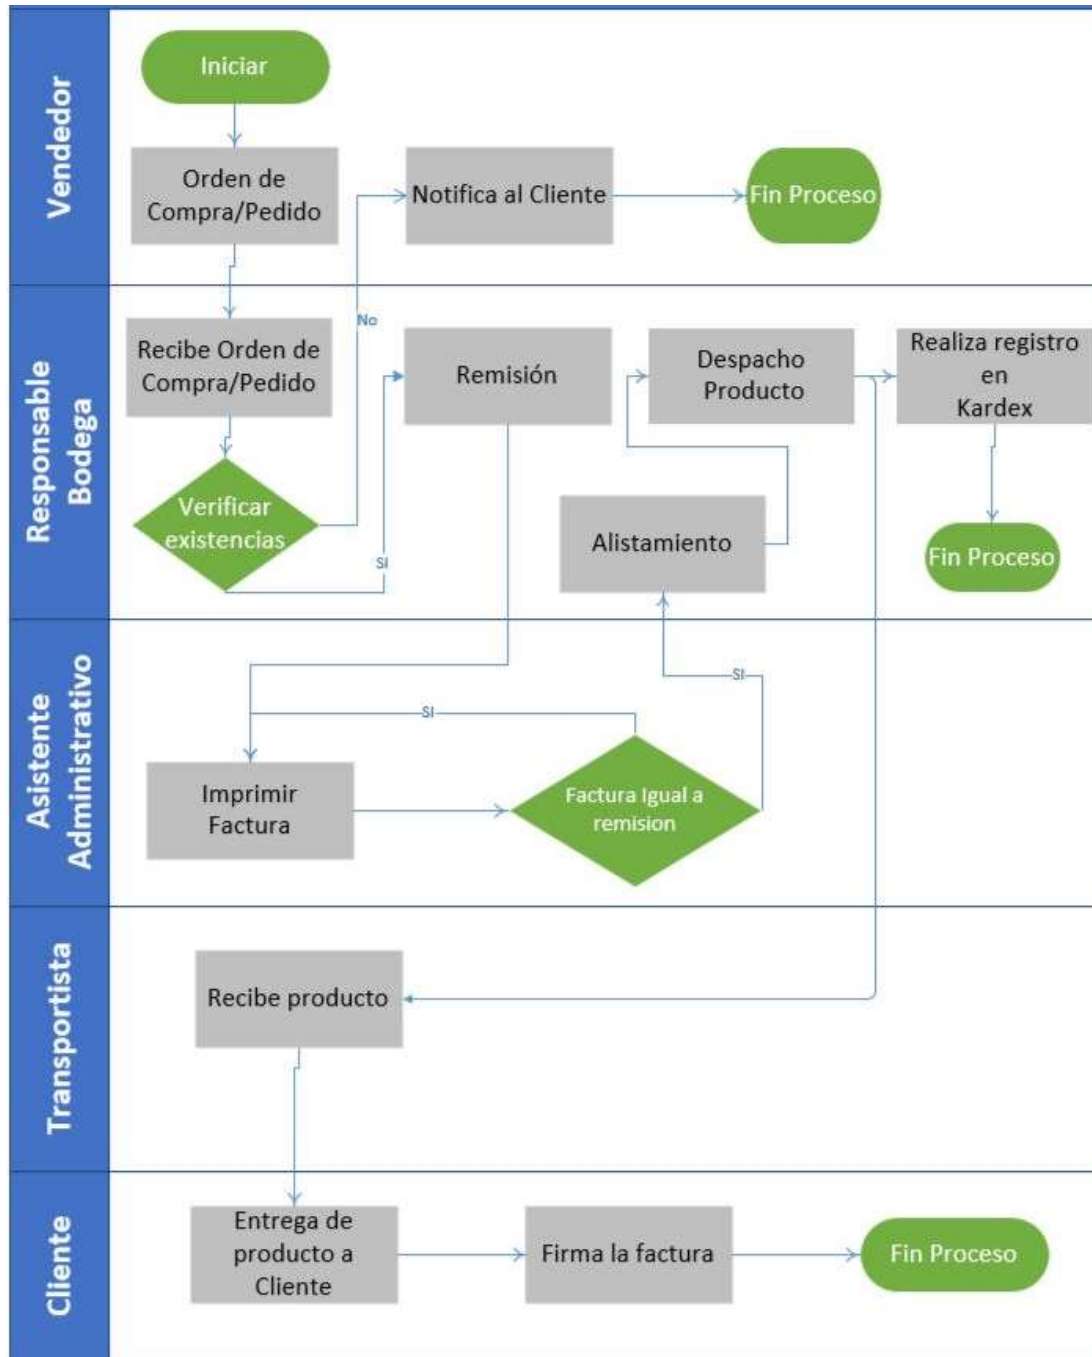 Vendedor
Iniciar
Orden de
Compra/Pedido
Notifica al Cliente
Fin Proceso
Responsable
Bodega
Recibe Orden de
Compra/Pedido
No
Remisión
Despacho
Producto
Realiza registro
en
Kardex
Verificar
existencias
SI
Alistamiento
Fin Proceso
Asistente
Administrativo
SI
SI
Imprimir
Factura
Factura Igual a
remision
Transportista
Recibe producto
Cliente
Entrega de
producto a
Cliente
Firma la factura
Fin Proceso